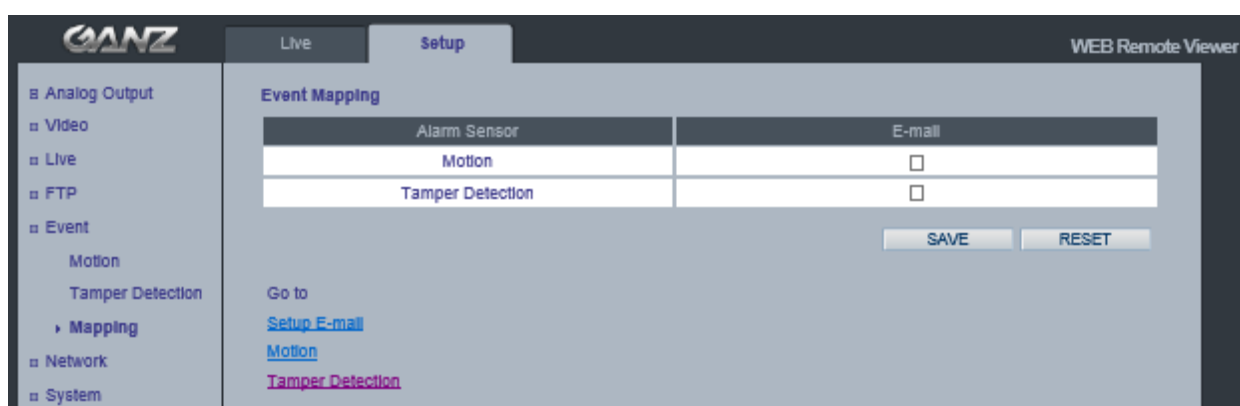 GANZ
Live
Setup
WEB Remote Viewer
Analog Output
Video
Live
FTP
Event
Motion
Tamper Detection
Mapping
Network
System
Event Mapping
Alarm Sensor
E-mail
Motion
Tamper Detection
SAVE
RESET
Go to
Setup E-mail
Motion
Tamper Detection